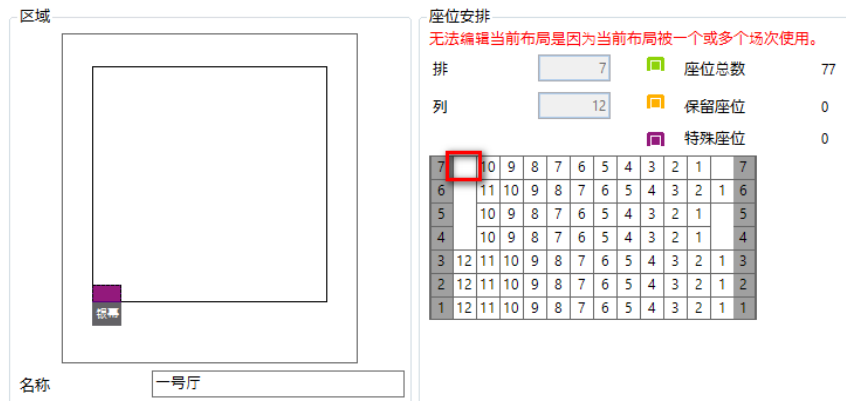 区域
银幕
名称 一号厅
座位安排
无法编辑当前布局是因为当前布局被一个或多个场次使用。
排 7 座位总数 77
列 12 保留座位 0
特殊座位 0
7 10 9 8 7 6 5 4 3 2 1 7
6 11 10 9 8 7 6 5 4 3 2 1 6
5 10 9 8 7 6 5 4 3 2 1 5
4 10 9 8 7 6 5 4 3 2 1 4
3 12 11 10 9 8 7 6 5 4 3 2 1 3
2 12 11 10 9 8 7 6 5 4 3 2 1 2
1 12 11 10 9 8 7 6 5 4 3 2 1 1